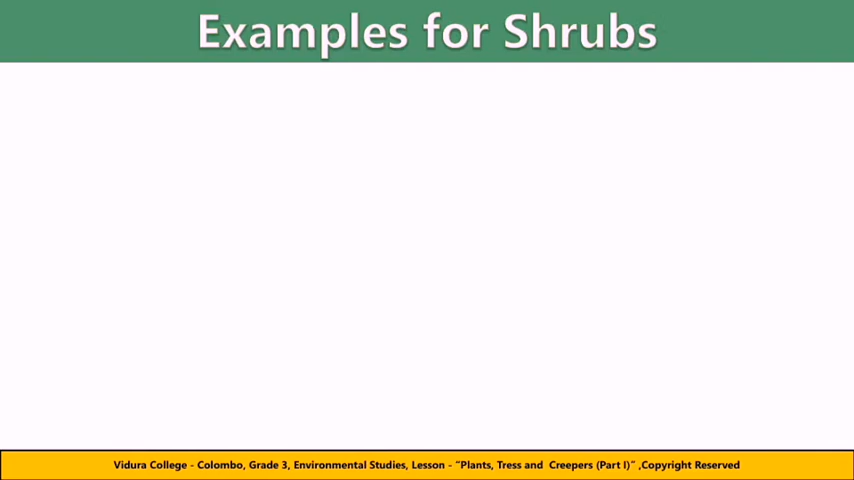 Examples for Shrubs
Vidura College - Colombo, Grade 3, Environmental Studies, Lesson - "Plants, Tress and  Creepers (Part I)" ,Copyright Reserved